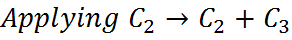 Applying C₂ → C₂ + C₃